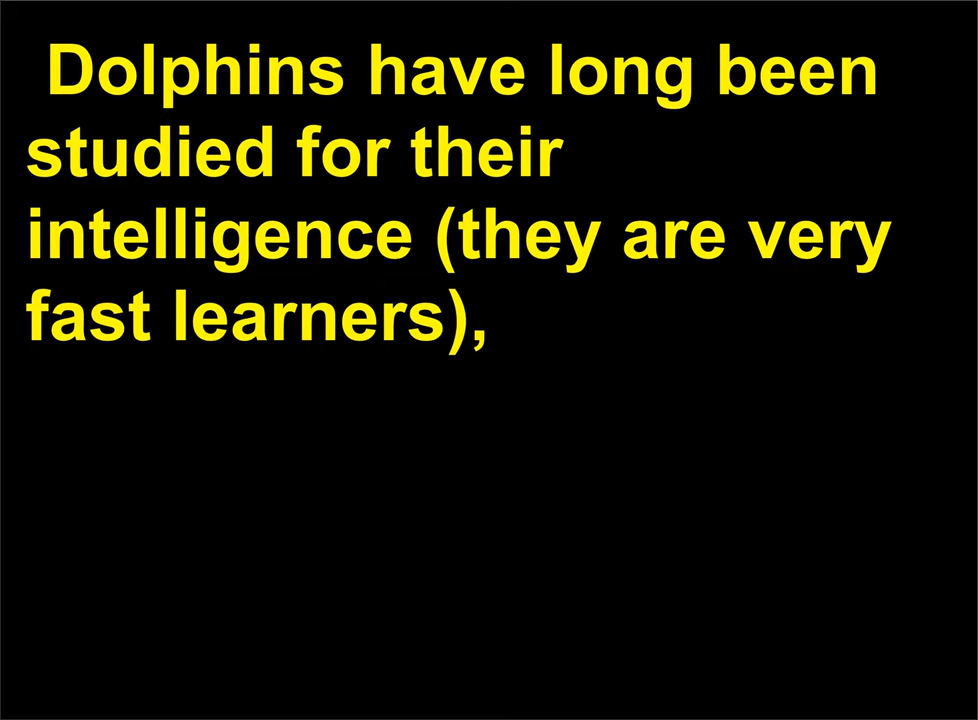 Dolphins have long been
studied for their
intelligence (they are very
fast learners),